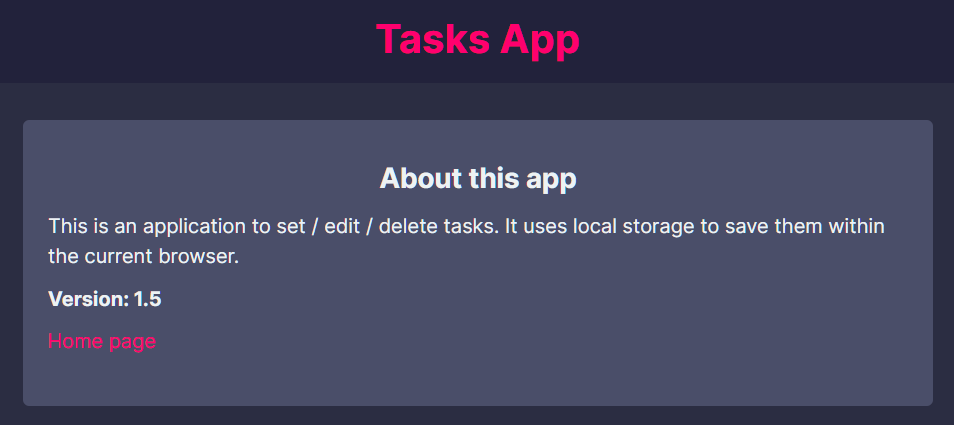 Tasks App
About this app
This is an application to set / edit / delete tasks. It uses local storage to save them within
the current browser.
Version: 1.5
Home page